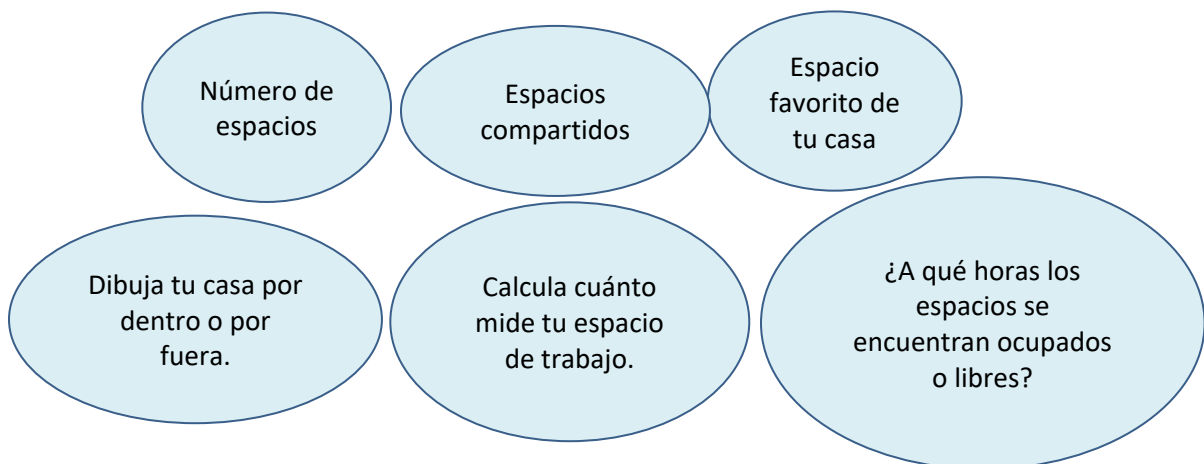 Número de
espacios
Espacios
compartidos
Espacio
favorito de
tu casa
Dibuja tu casa por
dentro o por
fuera.
Calcula cuánto
mide tu espacio
de trabajo.
¿A qué horas los
espacios se
encuentran ocupados
o libres?